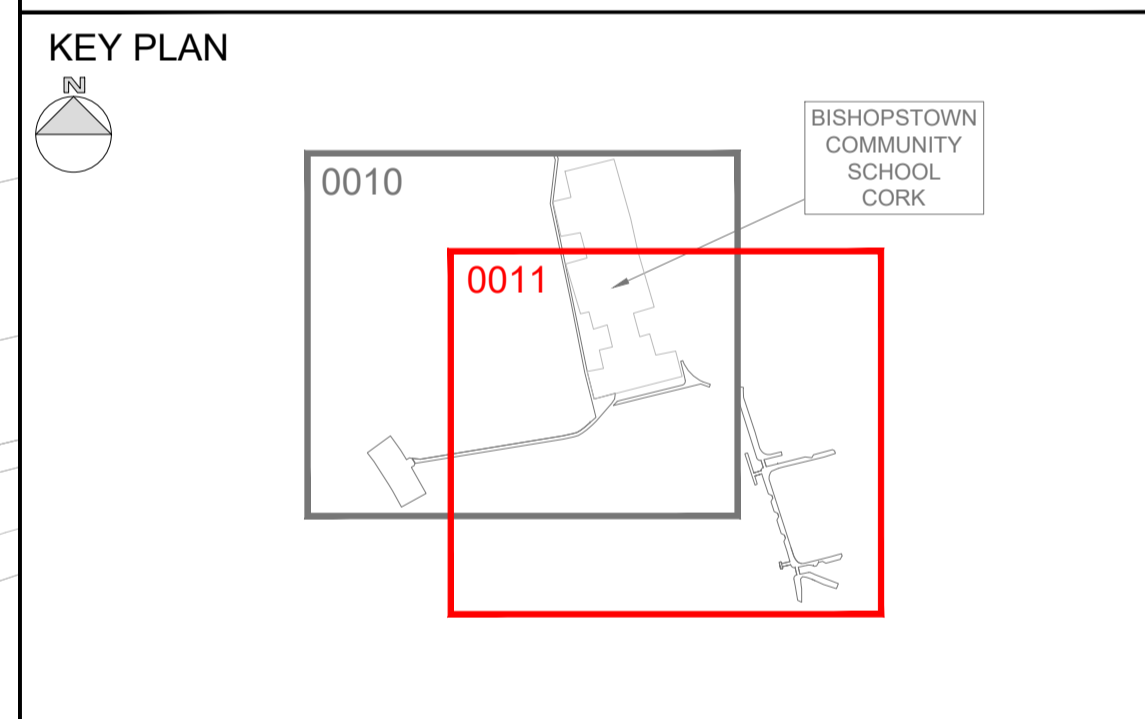 KEY PLAN
N
0010
BISHOPSTOWN
COMMUNITY
SCHOOL
CORK
0011